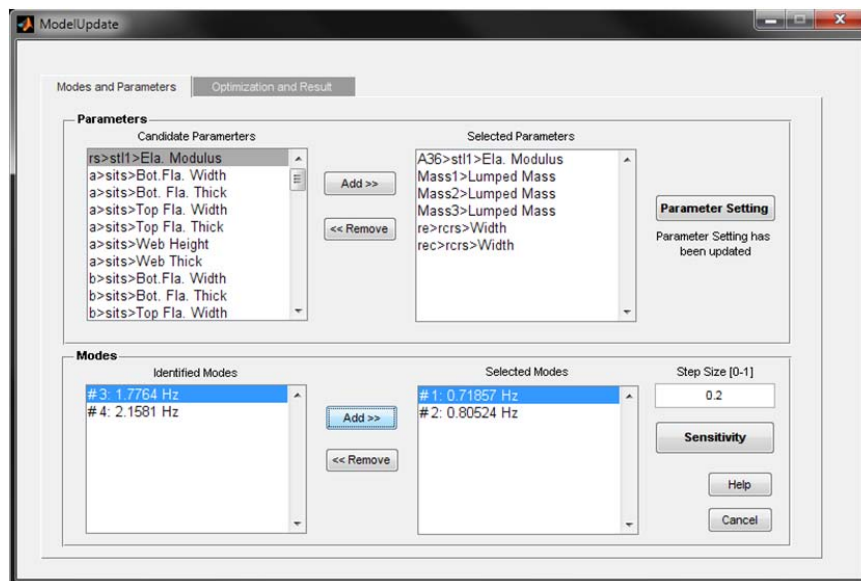 ModelUpdate
Modes and Parameters
Optimization and Result
Parameters
Candidate Paramerters
rs>stl1>Ela. Modulus
a>sits>Bot.Fla. Width
a>sits>Bot. Fla. Thick
a>sits>Top Fla. Width
a>sits>Top Fla. Thick
a>sits>Web Height
a>sits>Web Thick
b>sits>Bot.Fla. Width
b>sits>Bot. Fla. Thick
b>sits>Top Fla. Width
Add >>
<< Remove
Selected Parameters
A36>stl1>Ela. Modulus
Mass1>Lumped Mass
Mass2>Lumped Mass
Mass3>Lumped Mass
re>rcrs>Width
rec>rcrs>Width
Parameter Setting
Parameter Setting has
been updated
Modes
Identified Modes
#3: 1.7764 Hz
#4: 2.1581 Hz
Add >>
<< Remove
Selected Modes
#1: 0.71857 Hz
#2: 0.80524 Hz
Step Size [0-1]
0.2
Sensitivity
Help
Cancel